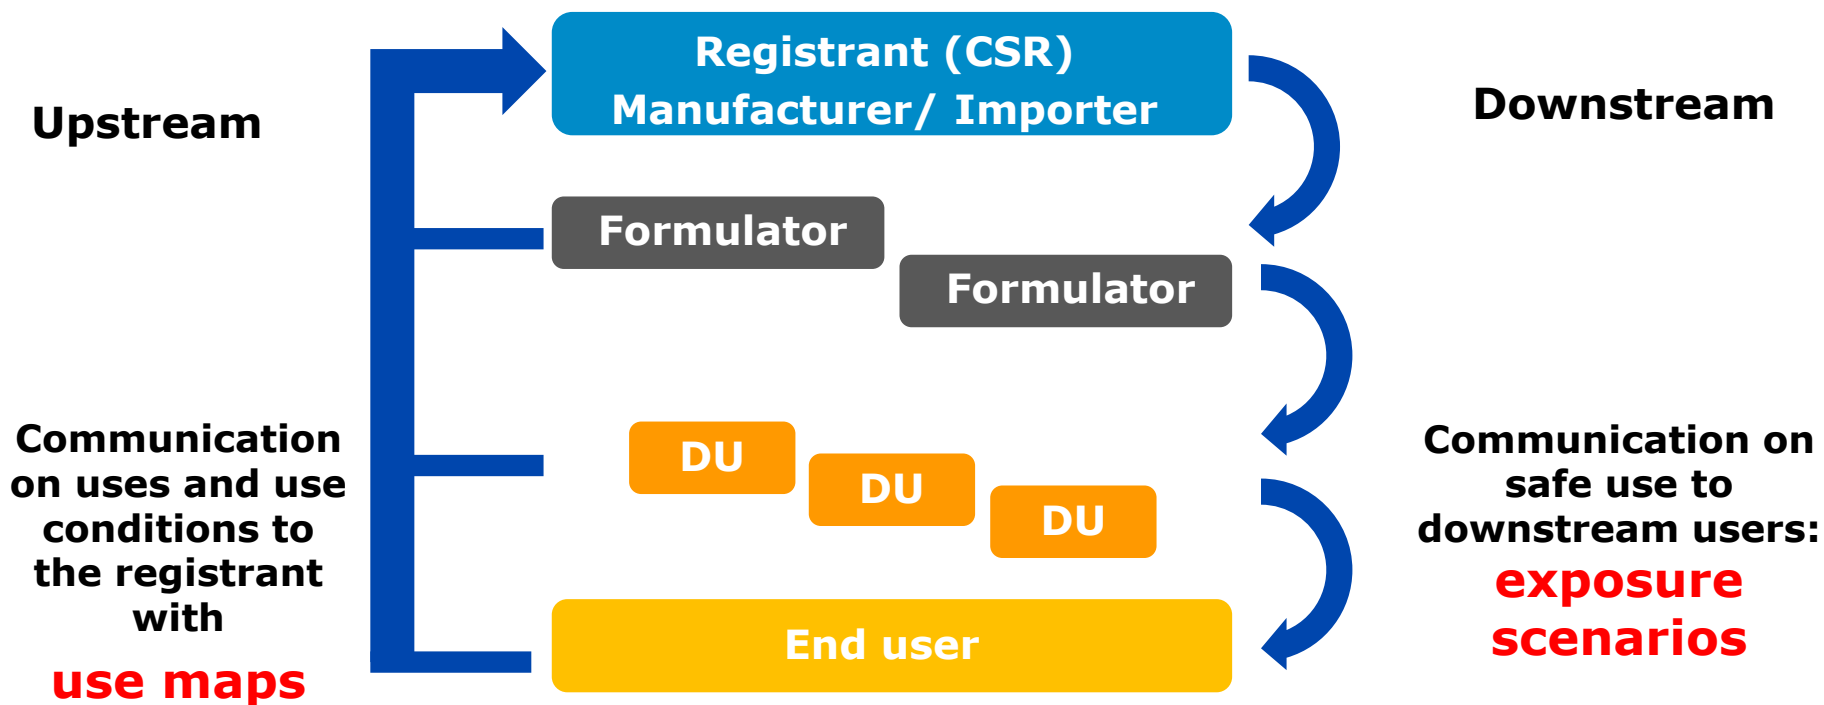 Registrant (CSR)
Manufacturer/ Importer
Upstream
Downstream
Formulator
Formulator
Communication
on uses and use
conditions to
the registrant
with
use maps
DU
DU
DU
End user
Communication on
safe use to
downstream users:
exposure
scenarios